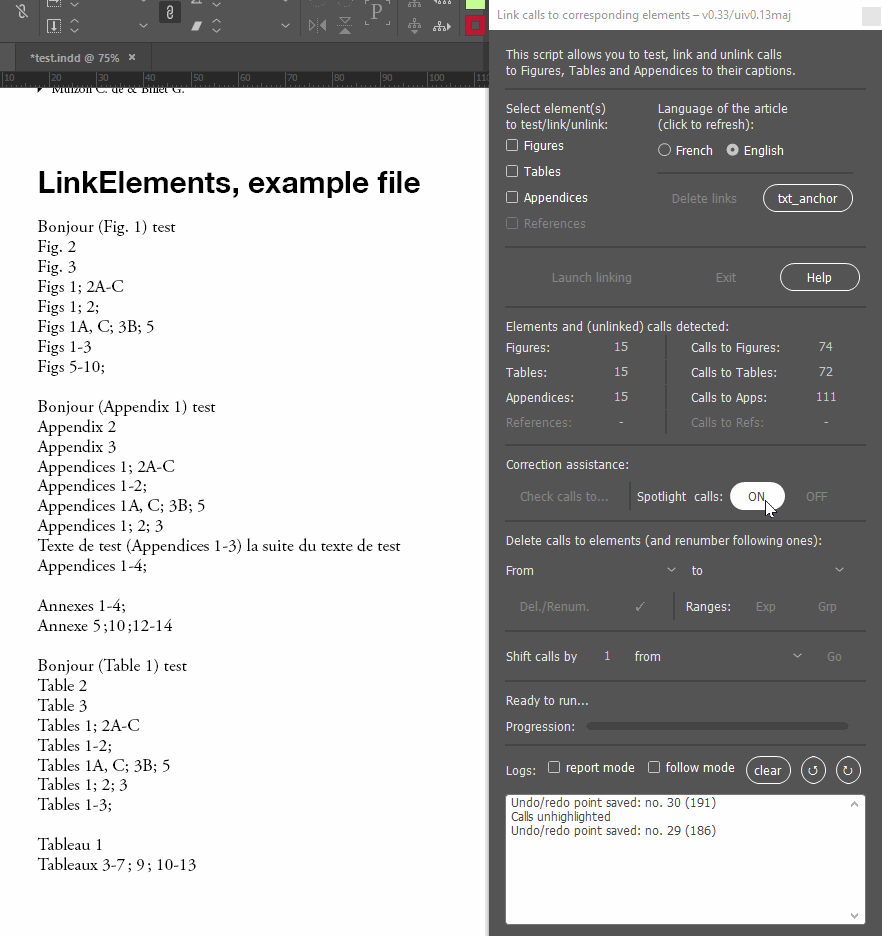 Link calls to corresponding elements – v0.33/uiv0.13maj
*test.indd @ 75% ×
10 20 30 40 50 60 70 80 90 100 110
Muizon C. de & Billet G.
LinkElements, example file
Bonjour (Fig. 1) test
Fig. 2
Fig. 3
Figs 1; 2A-C
Figs 1; 2;
Figs 1A, C; 3B; 5
Figs 1-3
Figs 5-10;
Bonjour (Appendix 1) test
Appendix 2
Appendix 3
Appendices 1; 2A-C
Appendices 1-2;
Appendices 1A, C; 3B; 5
Appendices 1; 2; 3
Texte de test (Appendices 1-3) la suite du texte de test
Appendices 1-4;
Annexes 1-4;
Annexe 5 ;10 ;12-14
Bonjour (Table 1) test
Table 2
Table 3
Tables 1; 2A-C
Tables 1-2;
Tables 1A, C; 3B; 5
Tables 1; 2; 3
Tables 1-3;
Tableau 1
Tableaux 3-7 ; 9 ; 10-13
This script allows you to test, link and unlink calls
to Figures, Tables and Appendices to their captions.
Select element(s)
to test/link/unlink:
Figures
Tables
Appendices
References
Language of the article
(click to refresh):
French English
Delete links txt_anchor
Launch linking Exit Help
Elements and (unlinked) calls detected:
Figures: 15 Calls to Figures: 74
Tables: 15 Calls to Tables: 72
Appendices: 15 Calls to Apps: 111
References: - Calls to Refs: -
Correction assistance:
Check calls to... Spotlight calls: ON OFF
Delete calls to elements (and renumber following ones):
From to
Del./Renum. ✓ Ranges: Exp Grp
Shift calls by 1 from Go
Ready to run...
Progression:
Logs: report mode follow mode clear ↺ ↻
Undo/redo point saved: no. 30 (191)
Calls unhighlighted
Undo/redo point saved: no. 29 (186)